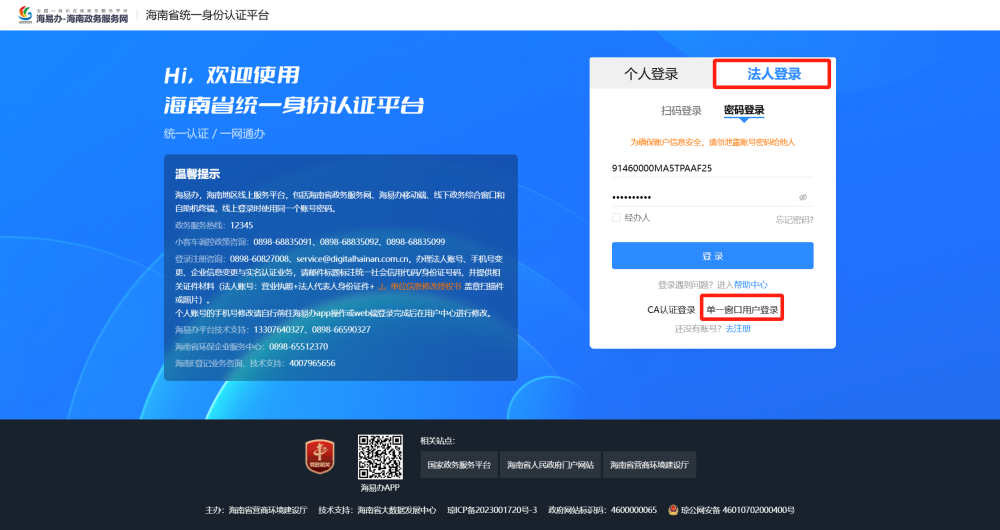 全国一体化在线政务服务平台
海易办-海南政务服务网
海南省统一身份认证平台
Hi，欢迎使用
海南省统一身份认证平台
统一认证 / 一网通办
温馨提示
海易办，海南地区线上服务平台，包括海南省政务服务网、海易办移动端、线下政务综合窗口和
自助机终端，线上登录时使用同一个账号密码。
政务服务热线：12345
小客车调控政策咨询：0898-68835091、0898-68835092、0898-68835099
登录注册咨询：0898-60827008、service@digitalhainan.com.cn，办理法人账号、手机号变
更、企业信息变更与实名认证业务，请邮件标题标注统一社会信用代码/身份证号码，并提供相
关证件材料（法人账号：营业执照+法人代表人身份证件+ 单位信息修改授权书 盖章扫描件
或照片）。
个人账号的手机号修改请自行前往海易办app操作或web端登录完成后在用户中心进行修改。
海易办平台技术支持：13307640327、0898-66590327
海南省环保企业服务中心：0898-65512370
海南E登记业务咨询、技术支持：4007965656
个人登录
法人登录
扫码登录
密码登录
为确保账户信息安全，请勿泄露账号密码给他人
91460000MA5TPAAF25
••••••••••
经办人
忘记密码?
登 录
登录遇到问题？进入帮助中心
CA认证登录
单一窗口用户登录
还没有账号？去注册
党政机关
海易办APP
相关站点：
国家政务服务平台
海南省人民政府门户网站
海南省营商环境建设厅
主办：海南省营商环境建设厅 技术支持：海南省大数据发展中心 琼ICP备2023001720号-3 政府网站标识码：4600000065 琼公网安备 46010702000400号